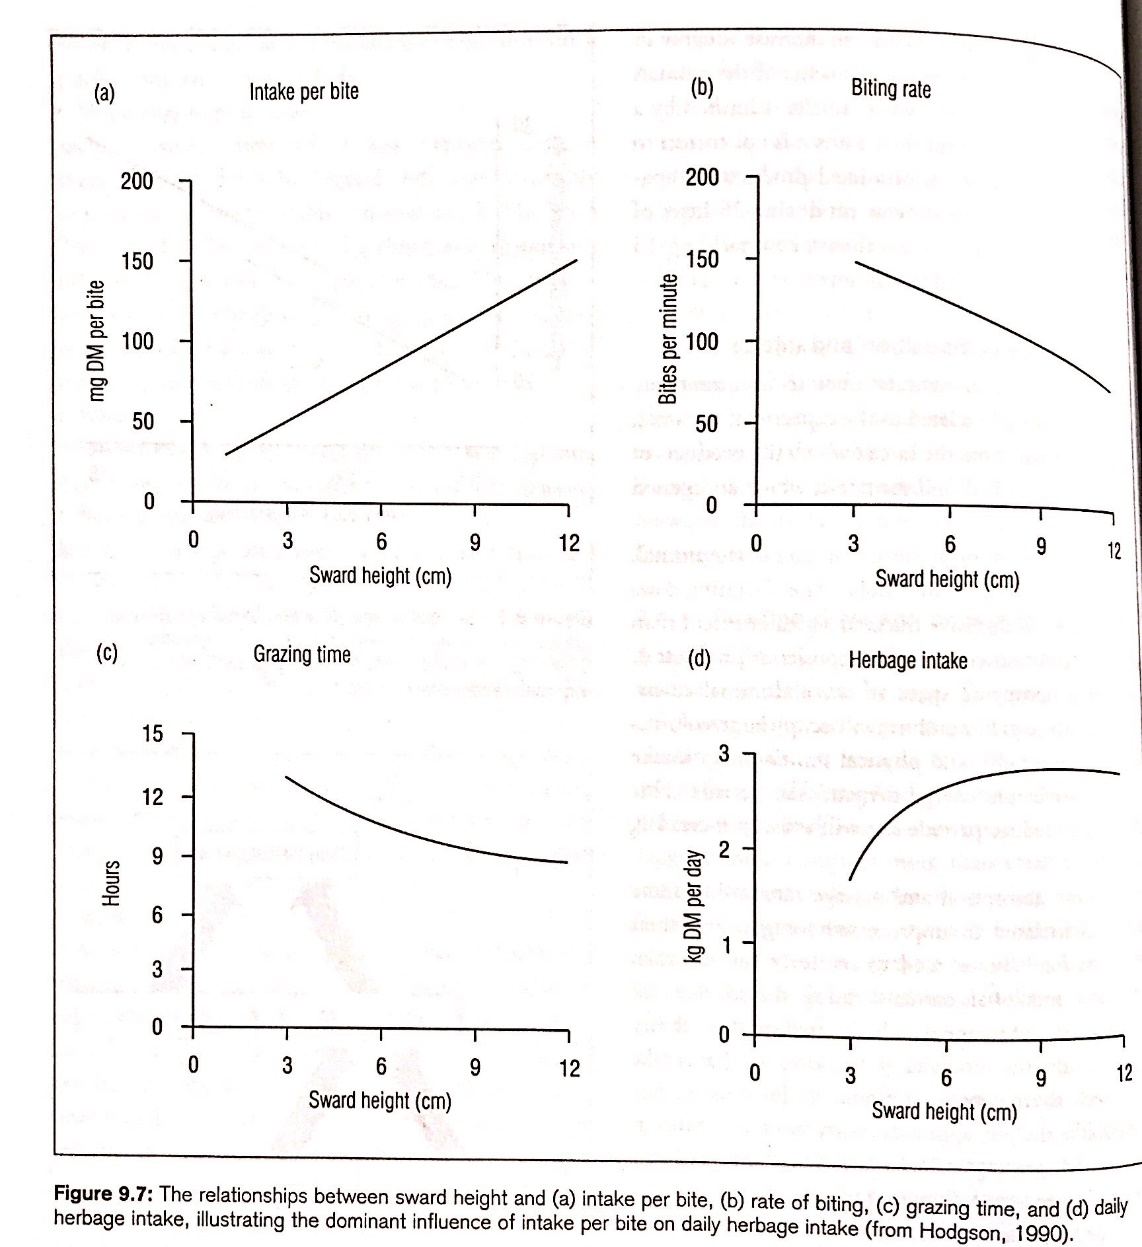 (a) Intake per bite
mg DM per bite
200
150
100
50
0
0 3 6 9 12
Sward height (cm)
(b) Biting rate
Bites per minute
200
150
100
50
0
0 3 6 9 12
Sward height (cm)
(c) Grazing time
Hours
15
12
9
6
3
0
0 3 6 9 12
Sward height (cm)
(d) Herbage intake
kg DM per day
3
2
1
0
0 3 6 9 12
Sward height (cm)
Figure 9.7: The relationships between sward height and (a) intake per bite, (b) rate of biting, (c) grazing time, and (d) daily
herbage intake, illustrating the dominant influence of intake per bite on daily herbage intake (from Hodgson, 1990).